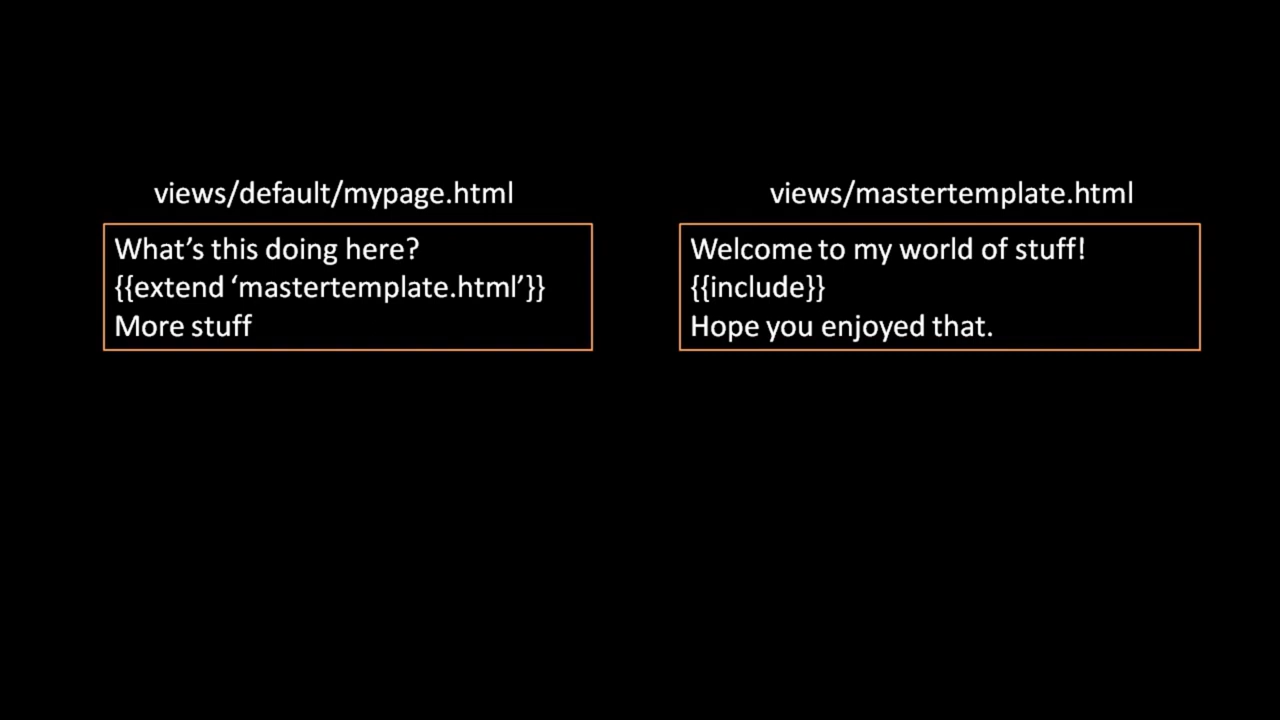 views/default/mypage.html
What’s this doing here?
{{extend ‘mastertemplate.html’}}
More stuff
views/mastertemplate.html
Welcome to my world of stuff!
{{include}}
Hope you enjoyed that.